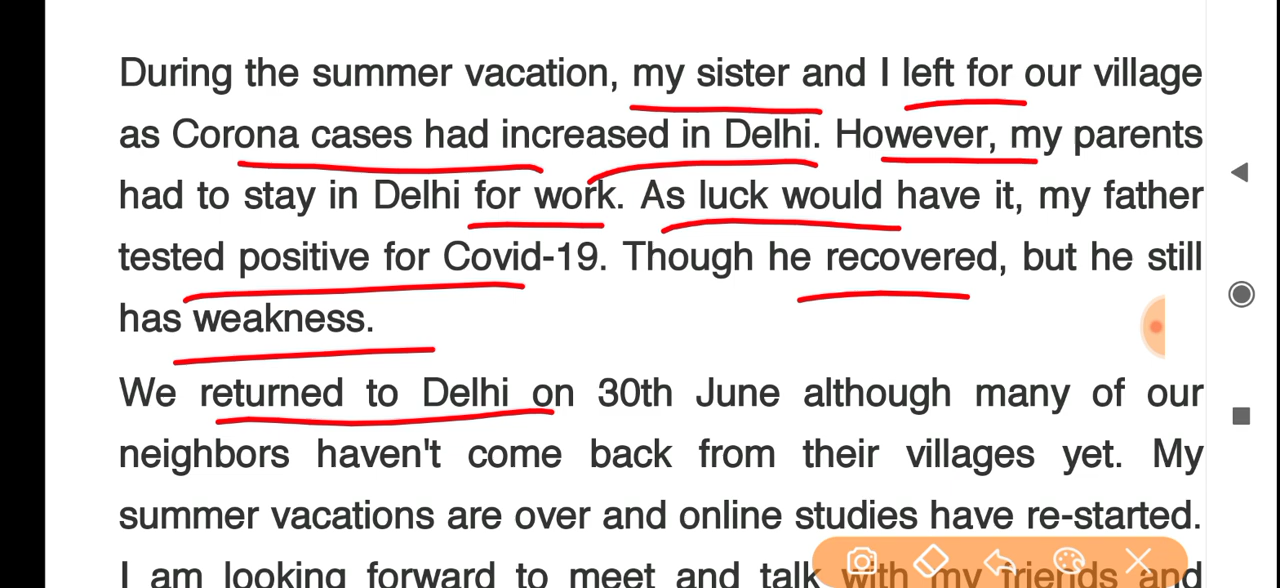 During the summer vacation, my sister and I left for our village
as Corona cases had increased in Delhi. However, my parents
had to stay in Delhi for work. As luck would have it, my father
tested positive for Covid-19. Though he recovered, but he still
has weakness.
We returned to Delhi on 30th June although many of our
neighbors haven't come back from their villages yet. My
summer vacations are over and online studies have re-started.
I am looking forward to meet and talk with my friends and